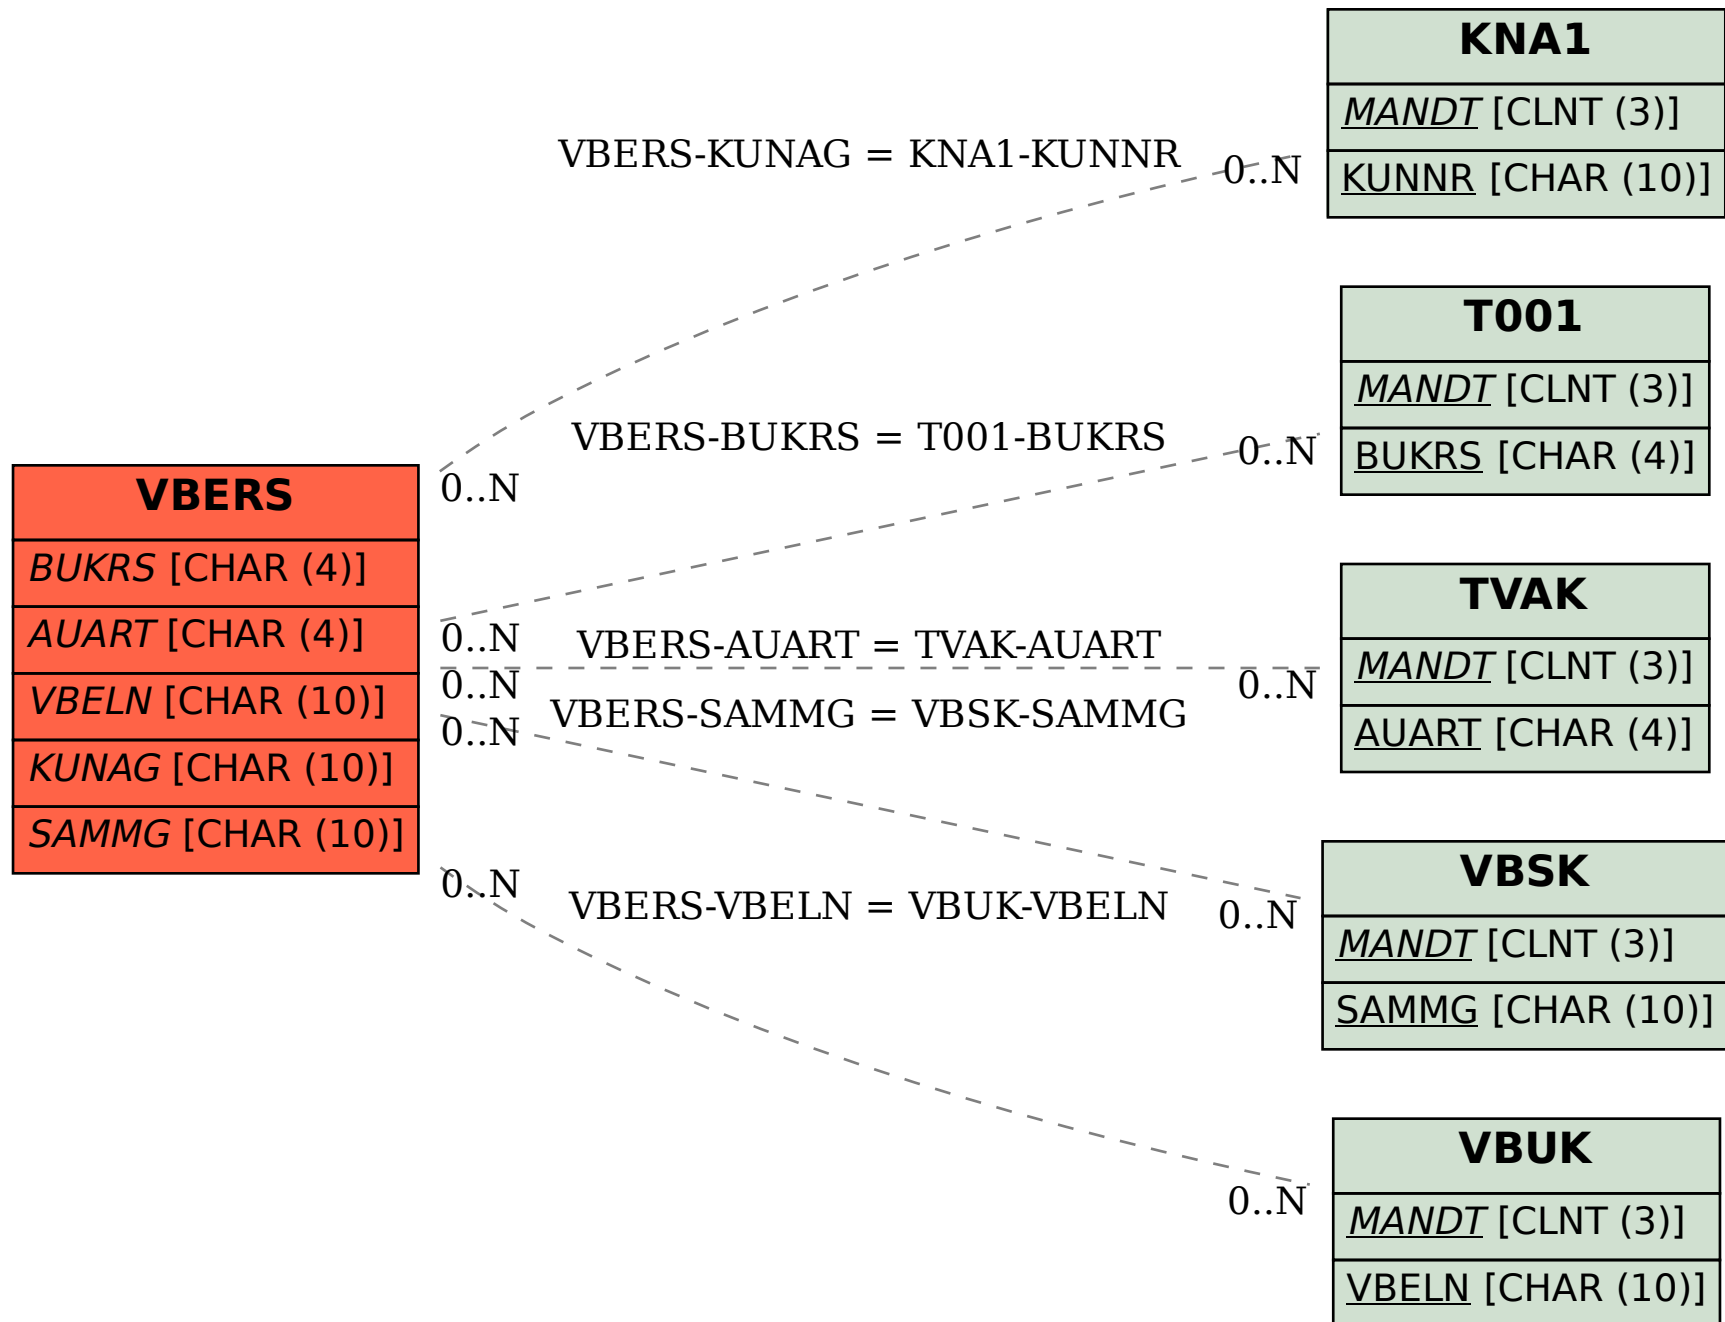 VBERS
BUKRS [CHAR (4)]
AUART [CHAR (4)]
VBELN [CHAR (10)]
KUNAG [CHAR (10)]
SAMMG [CHAR (10)]
VBERS-KUNAG = KNA1-KUNNR
0..N
0..N
VBERS-BUKRS = T001-BUKRS
0..N
0..N
VBERS-AUART = TVAK-AUART
0..N
0..N
VBERS-SAMMG = VBSK-SAMMG
0..N
0..N
VBERS-VBELN = VBUK-VBELN
0..N
0..N
KNA1
MANDT [CLNT (3)]
KUNNR [CHAR (10)]
T001
MANDT [CLNT (3)]
BUKRS [CHAR (4)]
TVAK
MANDT [CLNT (3)]
AUART [CHAR (4)]
VBSK
MANDT [CLNT (3)]
SAMMG [CHAR (10)]
VBUK
MANDT [CLNT (3)]
VBELN [CHAR (10)]